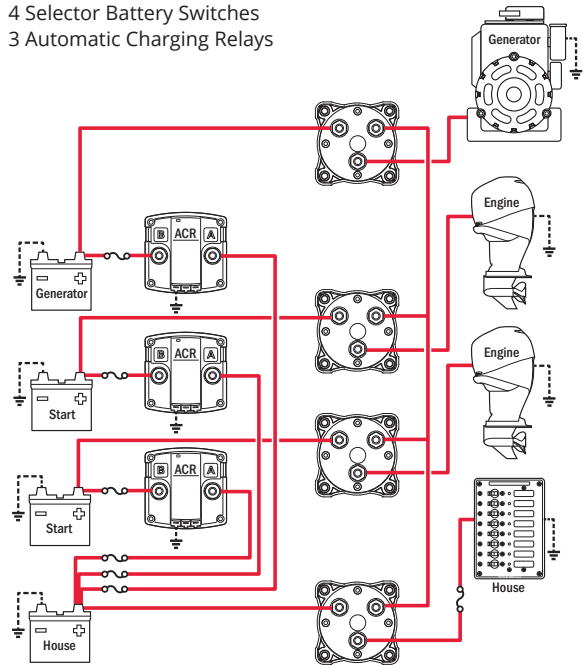 4 Selector Battery Switches
3 Automatic Charging Relays
Generator
Engine
B ACR A
Generator
Engine
B ACR A
Start
B ACR A
Start
House
House